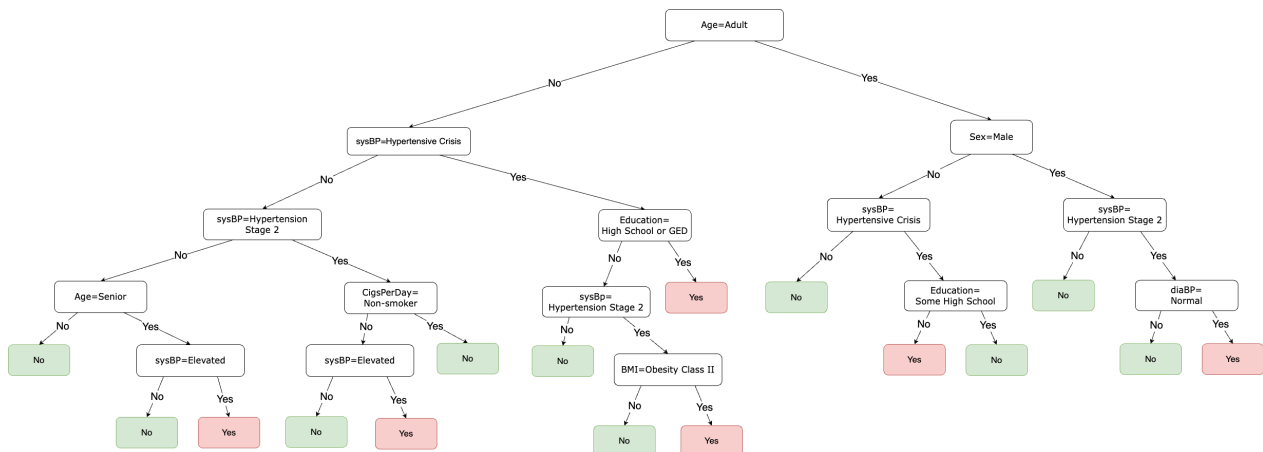 Age=Adult
No
Yes
sysBP=Hypertensive Crisis
Sex=Male
No
Yes
No
Yes
sysBP=Hypertension
Stage 2
Education=
High School or GED
sysBP=
Hypertensive Crisis
sysBP=
Hypertension Stage 2
No
Yes
No
Yes
No
Yes
No
Yes
Age=Senior
CigsPerDay=
Non-smoker
sysBp=
Hypertension Stage 2
Yes
No
Education=
Some High School
No
diaBP=
Normal
No
Yes
No
Yes
No
Yes
No
Yes
No
Yes
No
sysBP=Elevated
sysBP=Elevated
No
No
BMI=Obesity Class II
Yes
No
No
Yes
No
Yes
No
Yes
No
Yes
No
Yes
No
Yes
No
Yes